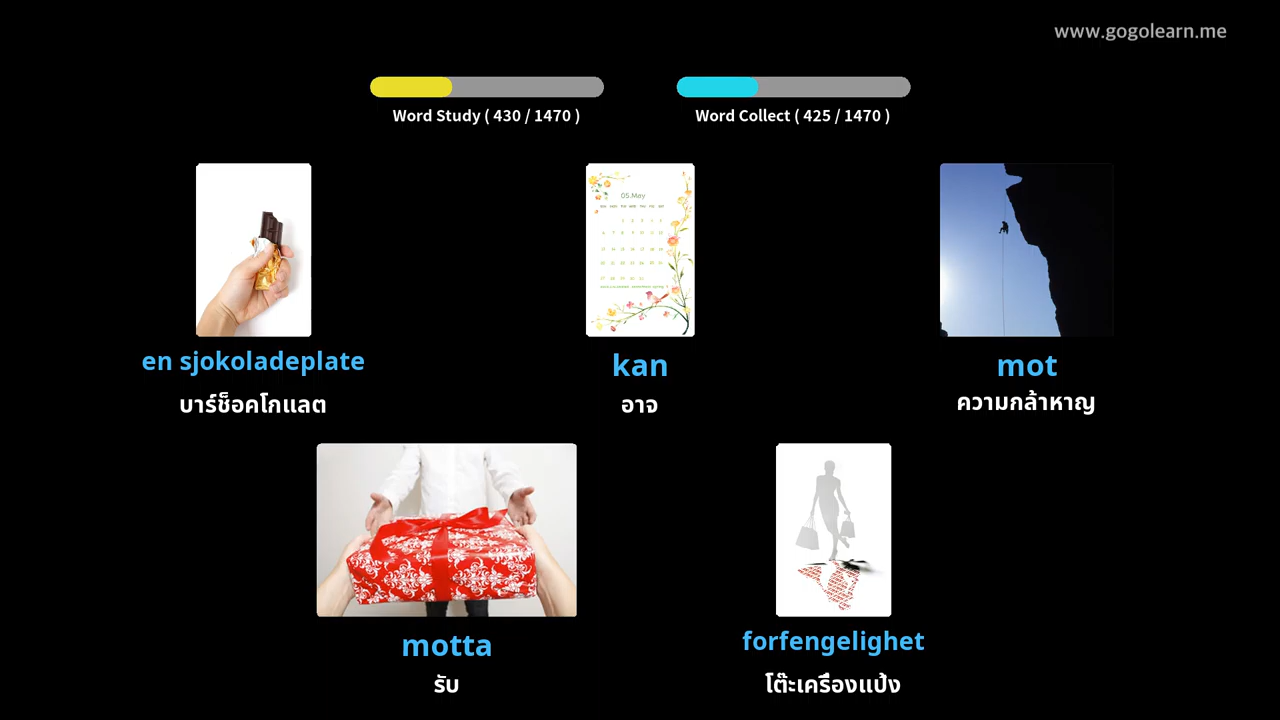 www.gogolearn.me
Word Study ( 430 / 1470 )
Word Collect ( 425 / 1470 )
05.May
en sjokoladeplate
บาร์ช็อคโกแลต
kan
อาจ
mot
ความกล้าหาญ
motta
รับ
forfengelighet
โต๊ะเครื่องแป้ง